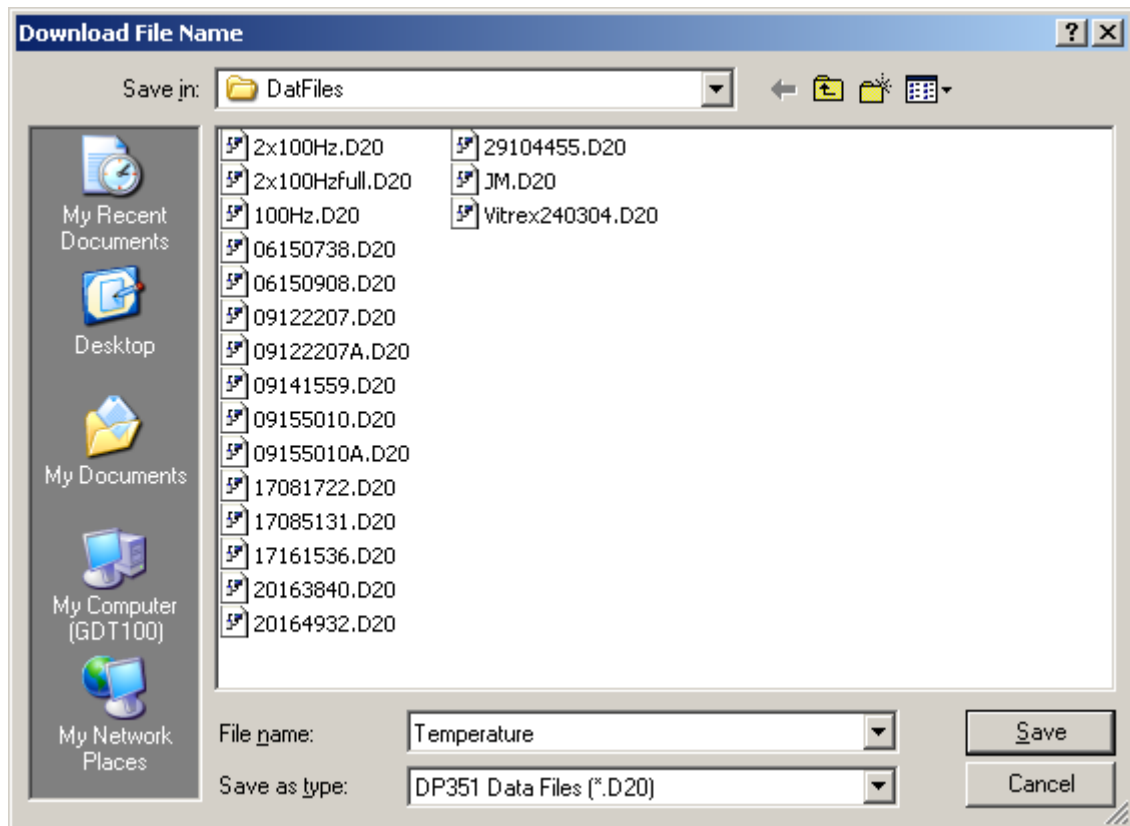 Download File Name
Save in: DatFiles
My Recent
Documents
Desktop
My Documents
My Computer
(GDT100)
My Network
Places
2x100Hz.D20
2x100Hzfull.D20
100Hz.D20
06150738.D20
06150908.D20
09122207.D20
09122207A.D20
09141559.D20
09155010.D20
09155010A.D20
17081722.D20
17085131.D20
17161536.D20
20163840.D20
20164932.D20
29104455.D20
JM.D20
Vitrex240304.D20
File name: Temperature
Save
Save as type: DP351 Data Files (*.D20)
Cancel